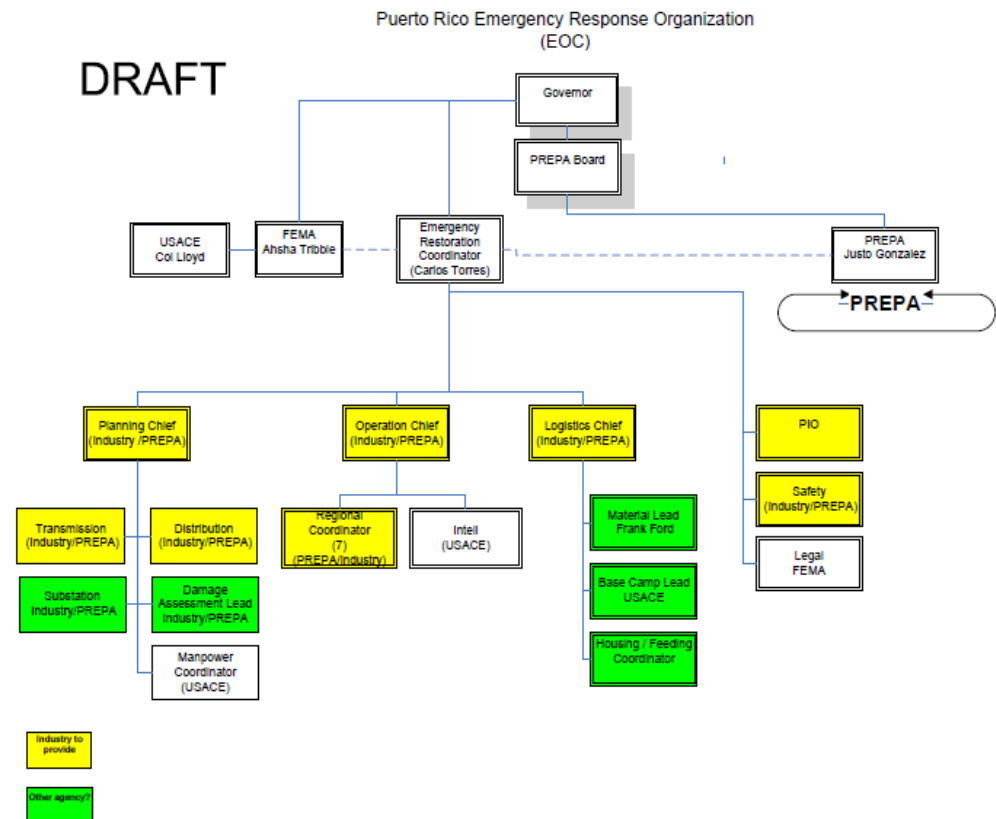 Puerto Rico Emergency Response Organization
(EOC)
DRAFT
Governor
PREPA Board
USACE
Col Lloyd
FEMA
Ahsha Tribble
Emergency
Restoration
Coordinator
(Carlos Torres)
PREPA
Justo Gonzalez
PREPA
Planning Chief
(Industry /PREPA)
Operation Chief
(Industry/PREPA)
Logistics Chief
(Industry/PREPA)
PIO
Transmission
(Industry/PREPA)
Distribution
(Industry/PREPA)
Regional
Coordinator
(7)
(PREPA/Industry)
Intell
(USACE)
Material Lead
Frank Ford
Safety
(Industry/PREPA)
Substation
Industry/PREPA
Damage
Assessment Lead
Industry/PREPA
Base Camp Lead
USACE
Legal
FEMA
Manpower
Coordinator
(USACE)
Housing / Feeding
Coordinator
Industry to
provide
Other agency?